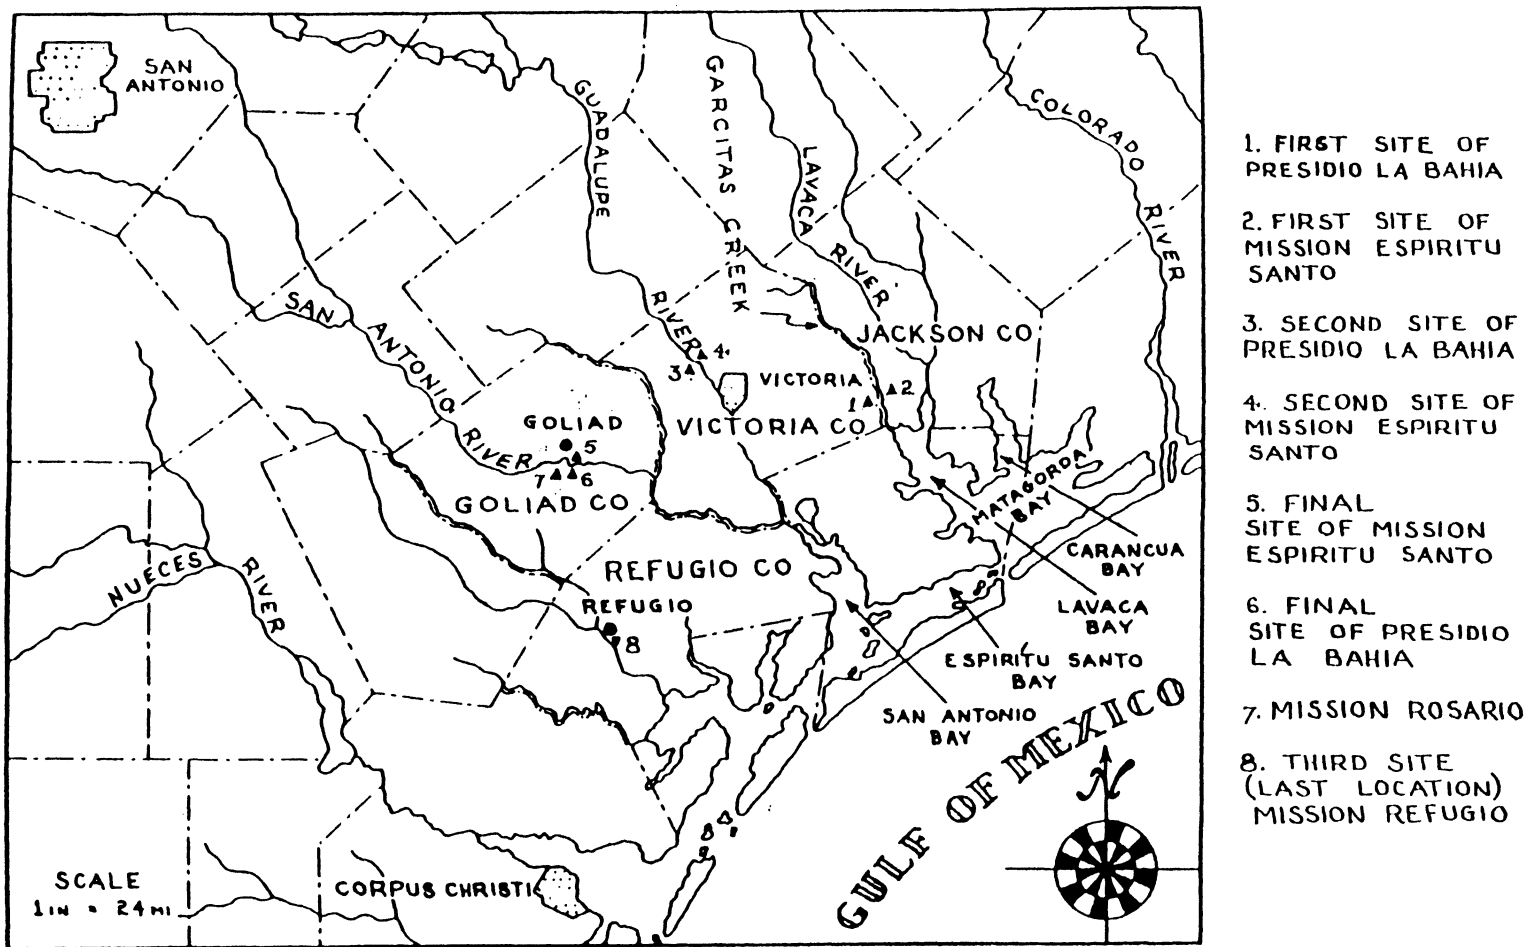 SAN
ANTONIO
GUADALUPE
RIVER
GARCITAS CREEK
LAVACA
RIVER
COLORADO
RIVER
SAN
ANTONIO
RIVER
JACKSON CO
4.
3
VICTORIA
2
1
VICTORIA CO
GOLIAD
5
7
6
GOLIAD CO
MATAGORDA
BAY
NUECES
RIVER
REFUGIO CO
REFUGIO
8
CARANCUA
BAY
LAVACA
BAY
ESPIRÍTU SANTO
BAY
SAN ANTONIO
BAY
GULF OF MEXICO
N
CORPUS CHRISTI
SCALE
1 IN = 24 MI
1. FIRST SITE OF
PRESIDIO LA BAHIA
2. FIRST SITE OF
MISSION ESPIRITU
SANTO
3. SECOND SITE OF
PRESIDIO LA BAHIA
4. SECOND SITE OF
MISSION ESPIRITU
SANTO
5. FINAL
SITE OF MISSION
ESPIRITU SANTO
6. FINAL
SITE OF PRESIDIO
LA BAHIA
7. MISSION ROSARIO
8. THIRD SITE
(LAST LOCATION)
MISSION REFUGIO